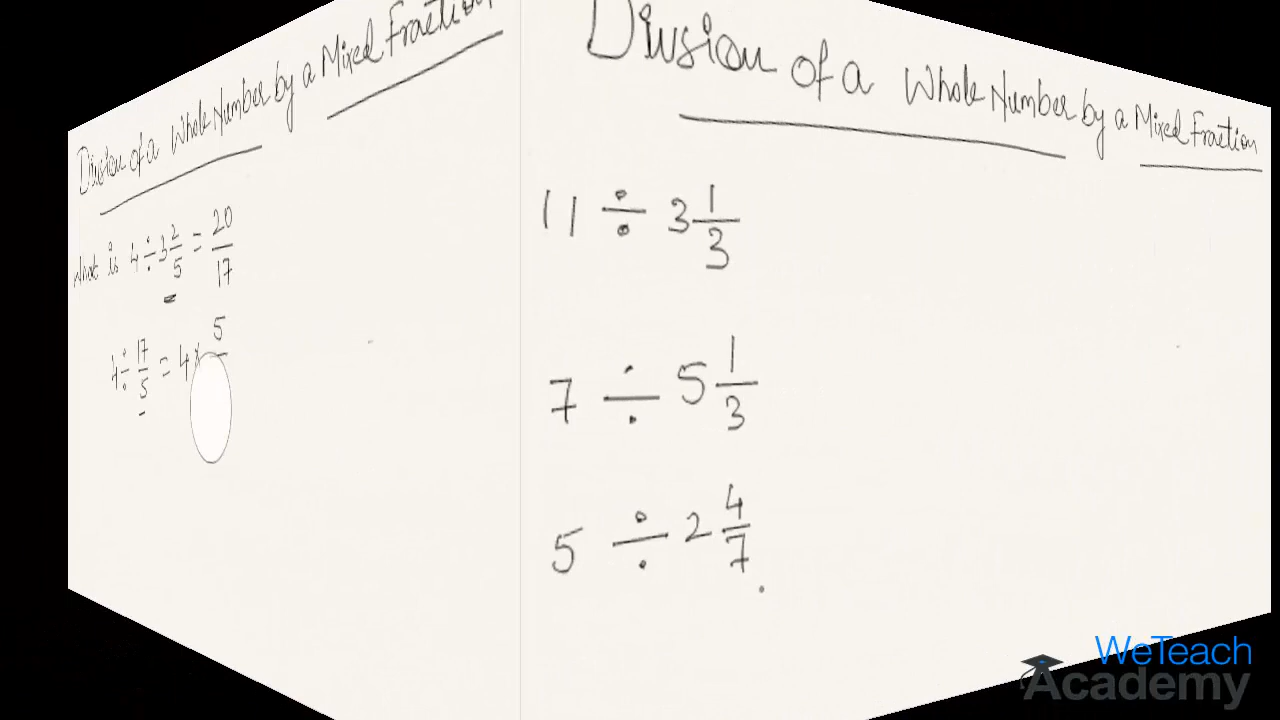 Division of a Whole Number by a Mixed Fraction
What is 4 ÷ 3 2/5 = 20/17
4 ÷ 17/5 = 4 × 5
Division of a Whole Number by a Mixed Fraction
11 ÷ 3 1/3
7 ÷ 5 1/3
5 ÷ 2 4/7
WeTeach
Academy